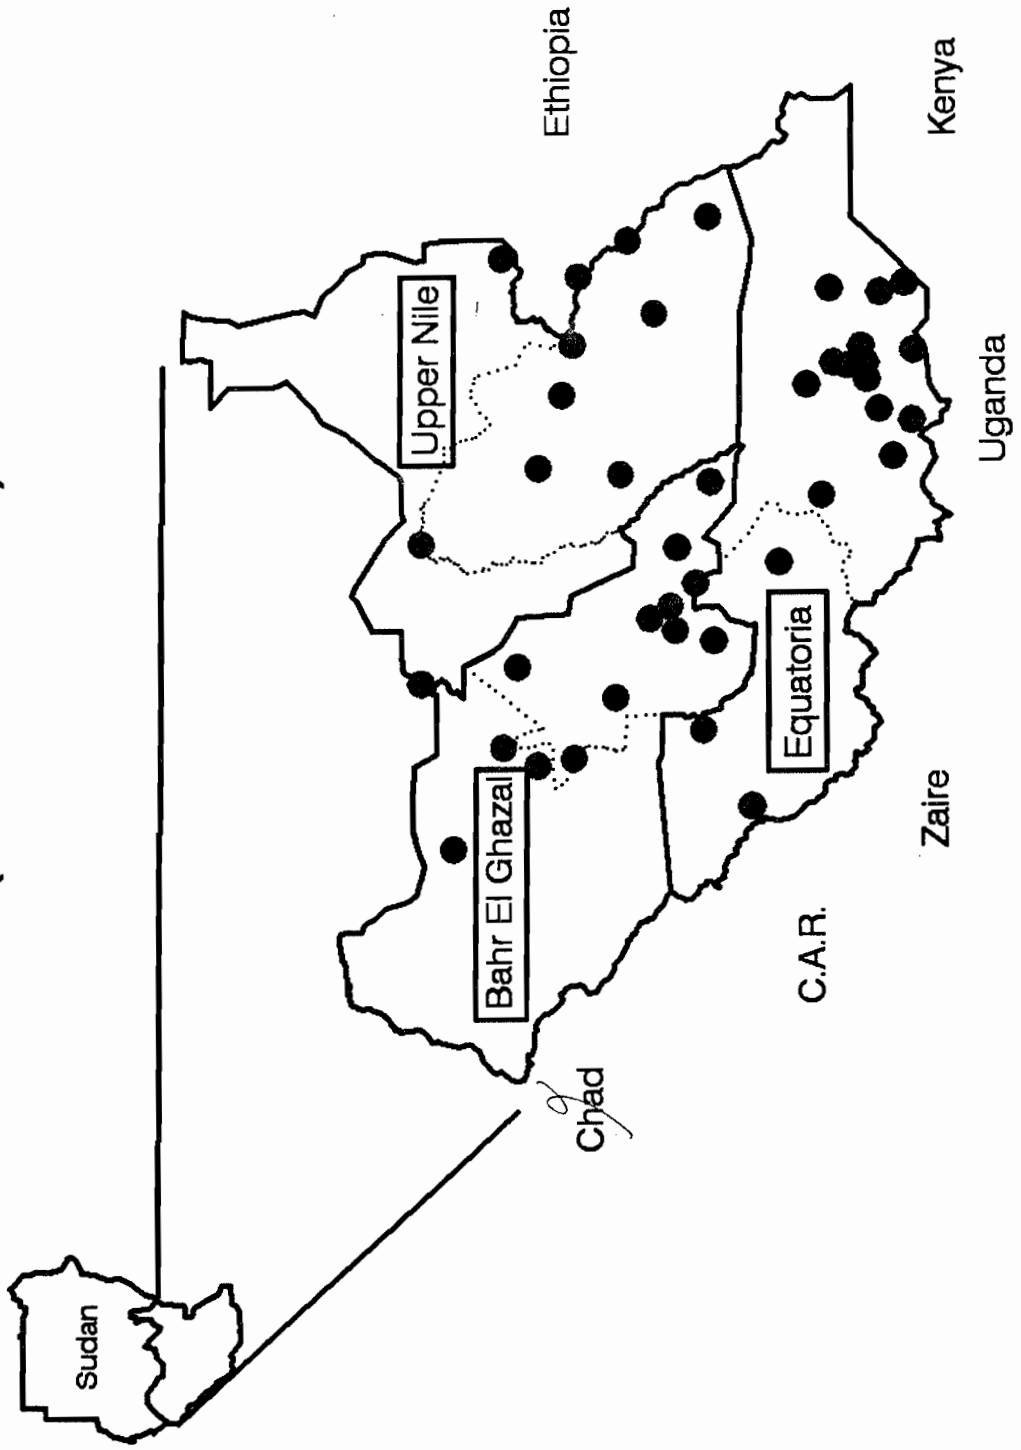 Sudan
Upper Nile
Ethiopia
Bahr El Ghazal
Chad
Equatoria
C.A.R.
Zaire
Uganda
Kenya